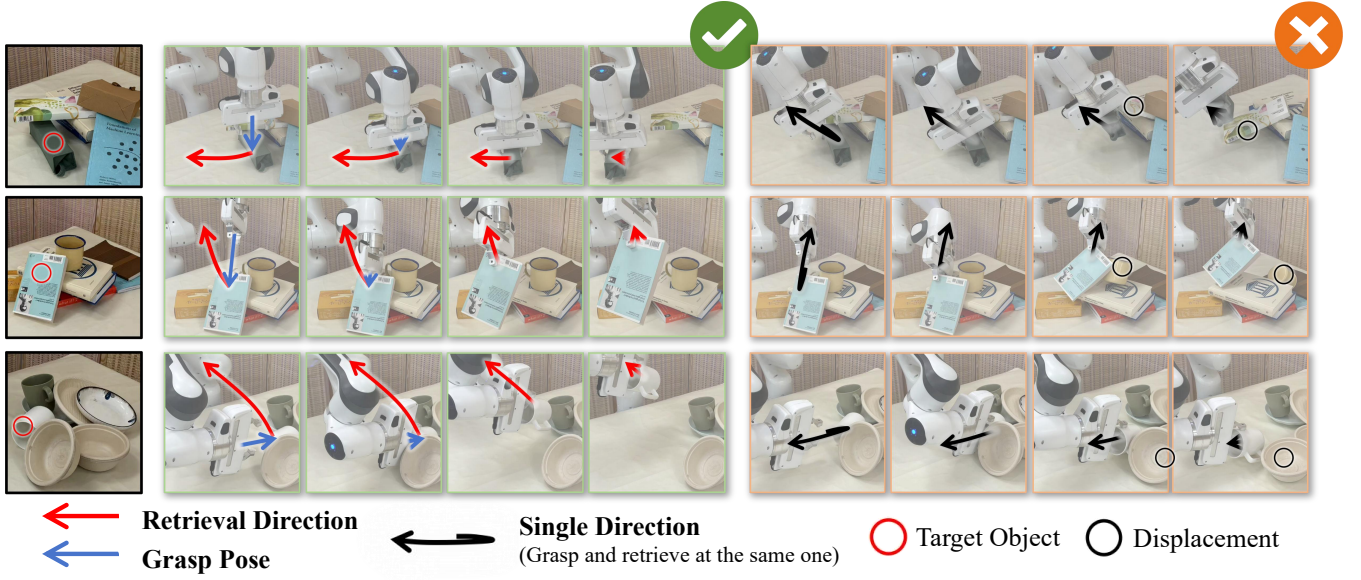 Retrieval Direction
Grasp Pose
Single Direction
(Grasp and retrieve at the same one)
Target Object
Displacement